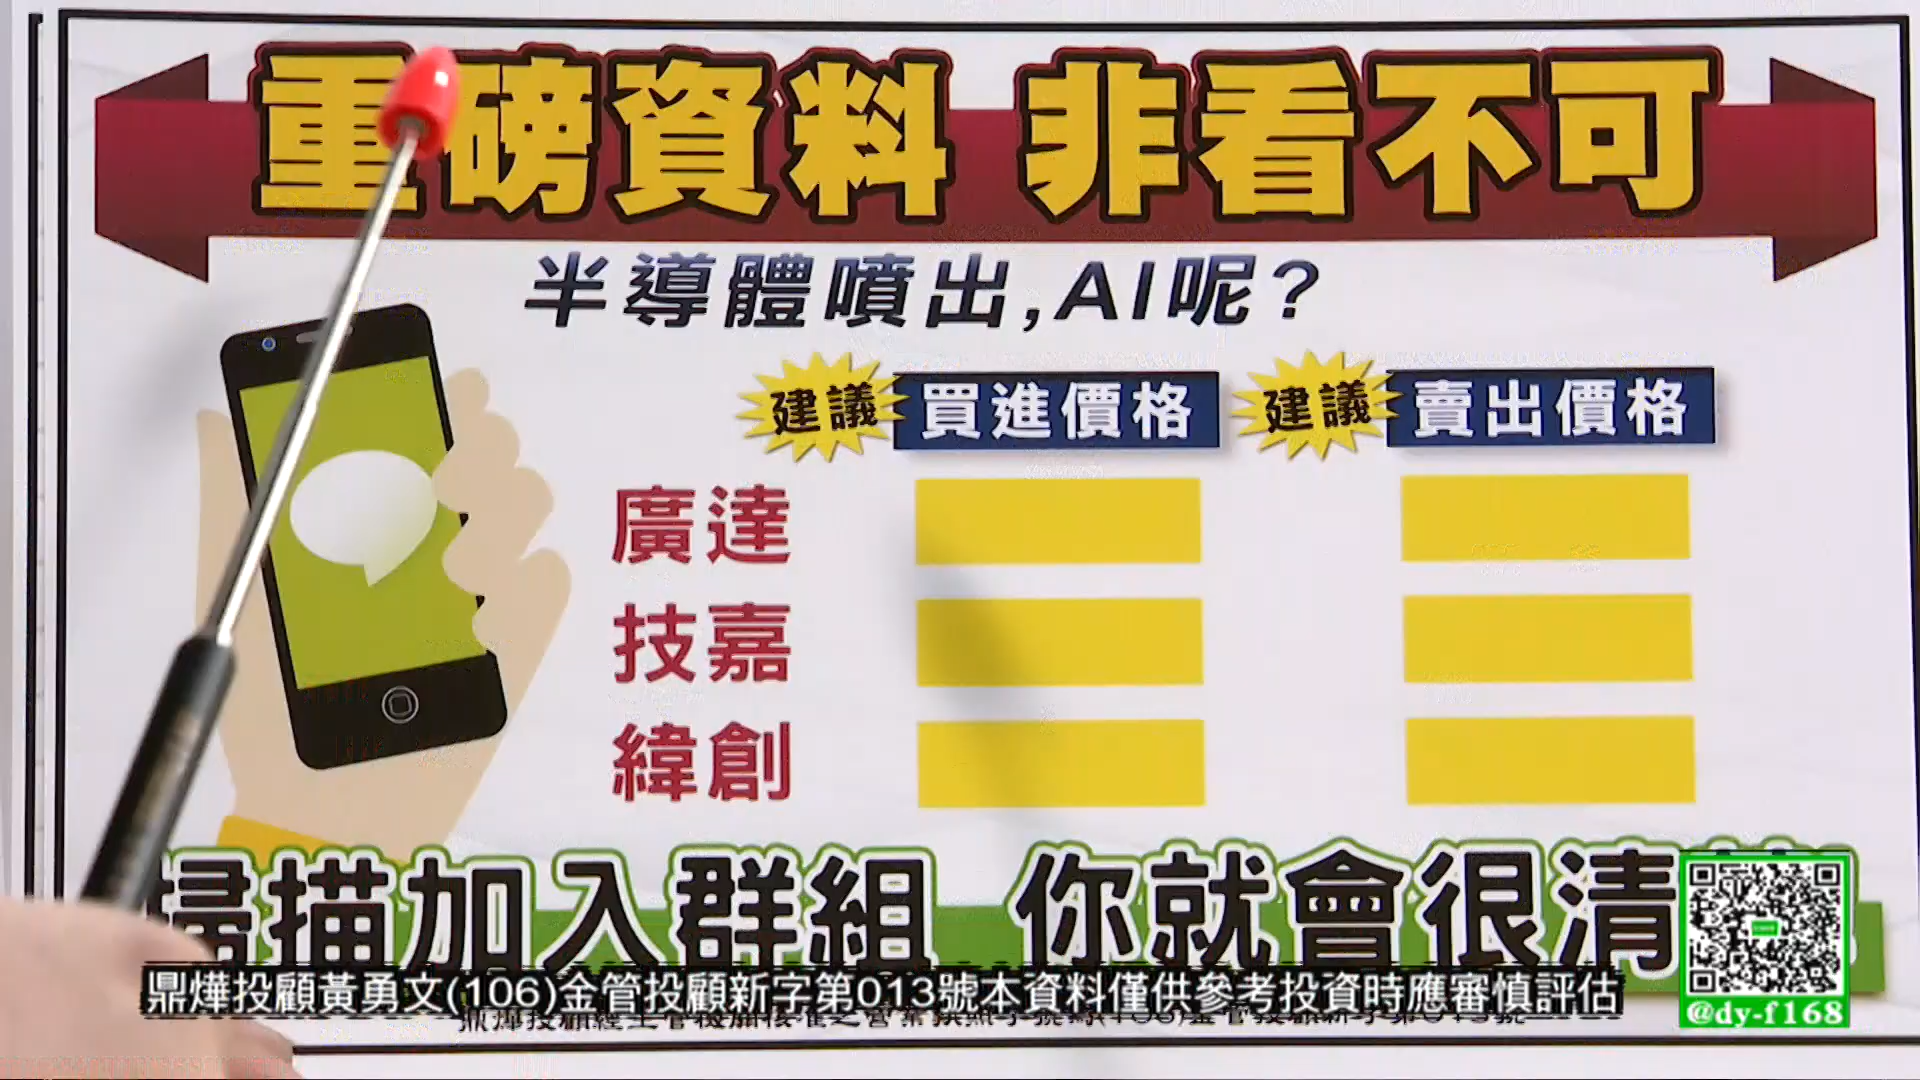 重磅資料 非看不可
半導體噴出,AI呢?
建議 買進價格 建議 賣出價格
廣達
技嘉
緯創
掃描加入群組 你就會很清
鼎燁投顧黃勇文(106)金管投顧新字第013號本資料僅供參考投資時應審慎評估
@dy-f168